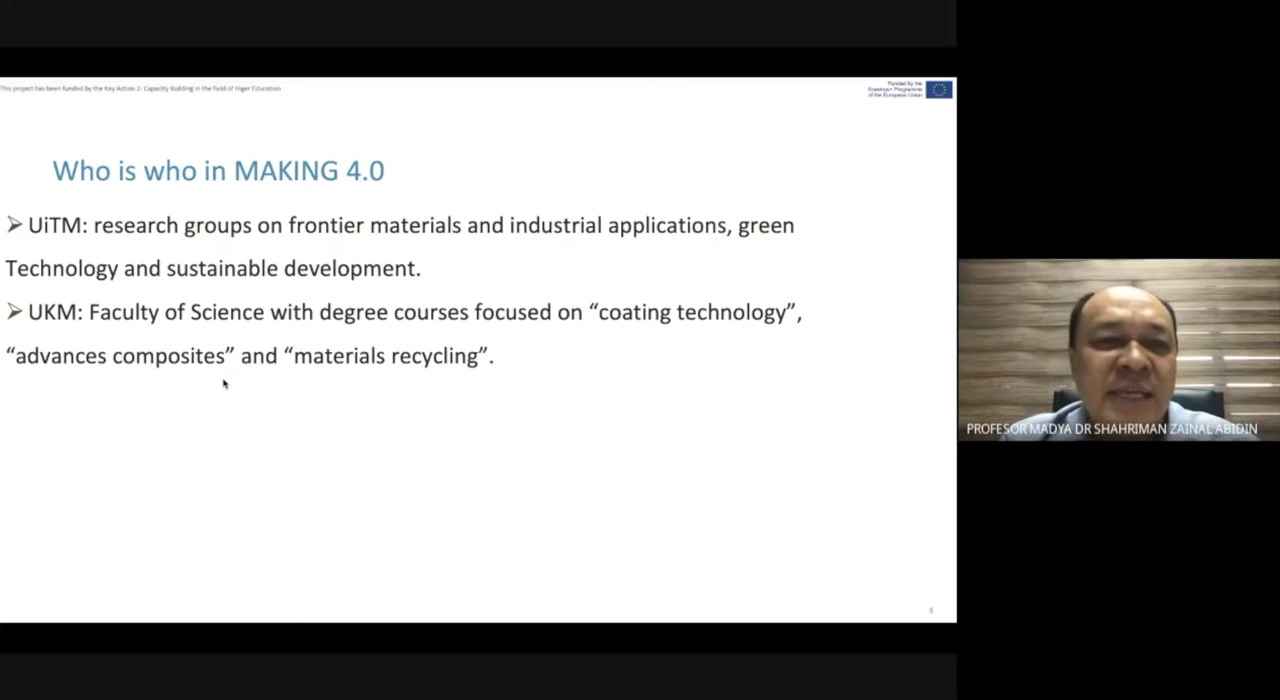 This project has been funded by the Key Action 2- Capacity Building in the field of Higer Education
Funded by the
Erasmus+ Programme
of the European Union
Who is who in MAKING 4.0
➢ UiTM: research groups on frontier materials and industrial applications, green
Technology and sustainable development.
➢ UKM: Faculty of Science with degree courses focused on “coating technology”,
“advances composites” and “materials recycling”.
PROFESOR MADYA DR SHAHRIMAN ZAINAL ABIDIN
5